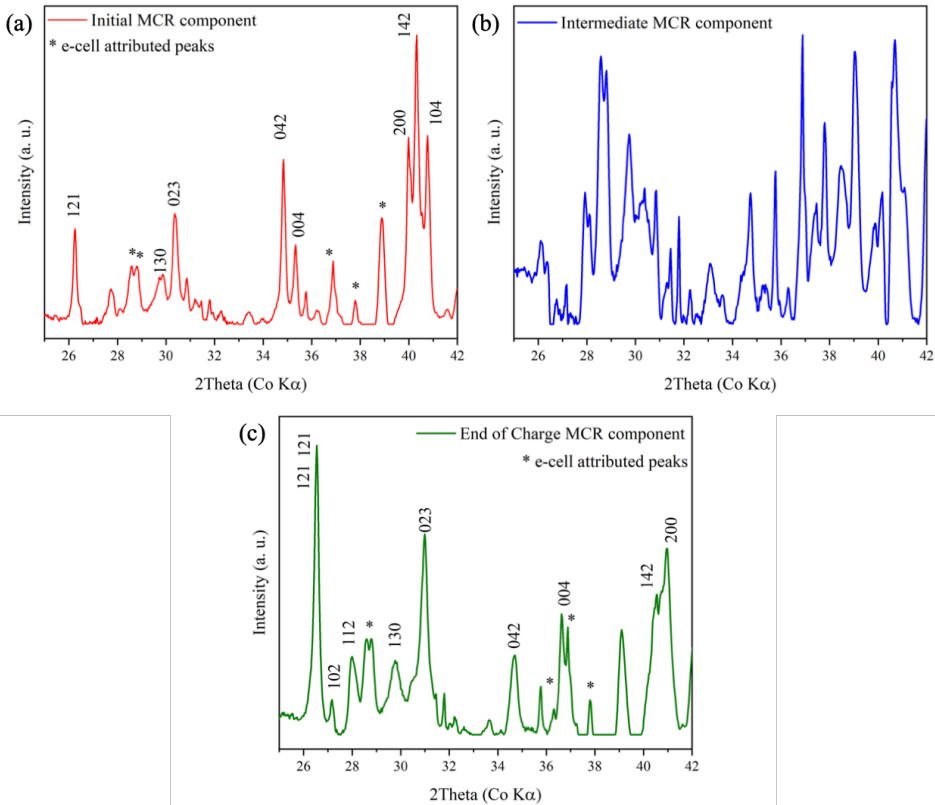 (a)
Initial MCR component
* e-cell attributed peaks
142
200
104
042
023
121
004
130
* * * * *
Intensity (a. u.)
26 28 30 32 34 36 38 40 42
2Theta (Co Kα)
(b)
Intermediate MCR component
Intensity (a. u.)
26 28 30 32 34 36 38 40 42
2Theta (Co Kα)
(c)
End of Charge MCR component
* e-cell attributed peaks
121 121
023
200
142
004
112
130
042
102
* * * *
Intensity (a. u.)
26 28 30 32 34 36 38 40 42
2Theta (Co Kα)